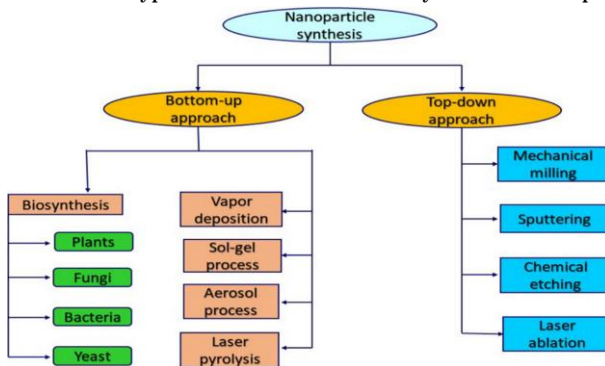 Nanoparticle
synthesis
Bottom-up
approach
Top-down
approach
Biosynthesis
Plants
Fungi
Bacteria
Yeast
Vapor
deposition
Sol-gel
process
Aerosol
process
Laser
pyrolysis
Mechanical
milling
Sputtering
Chemical
etching
Laser
ablation